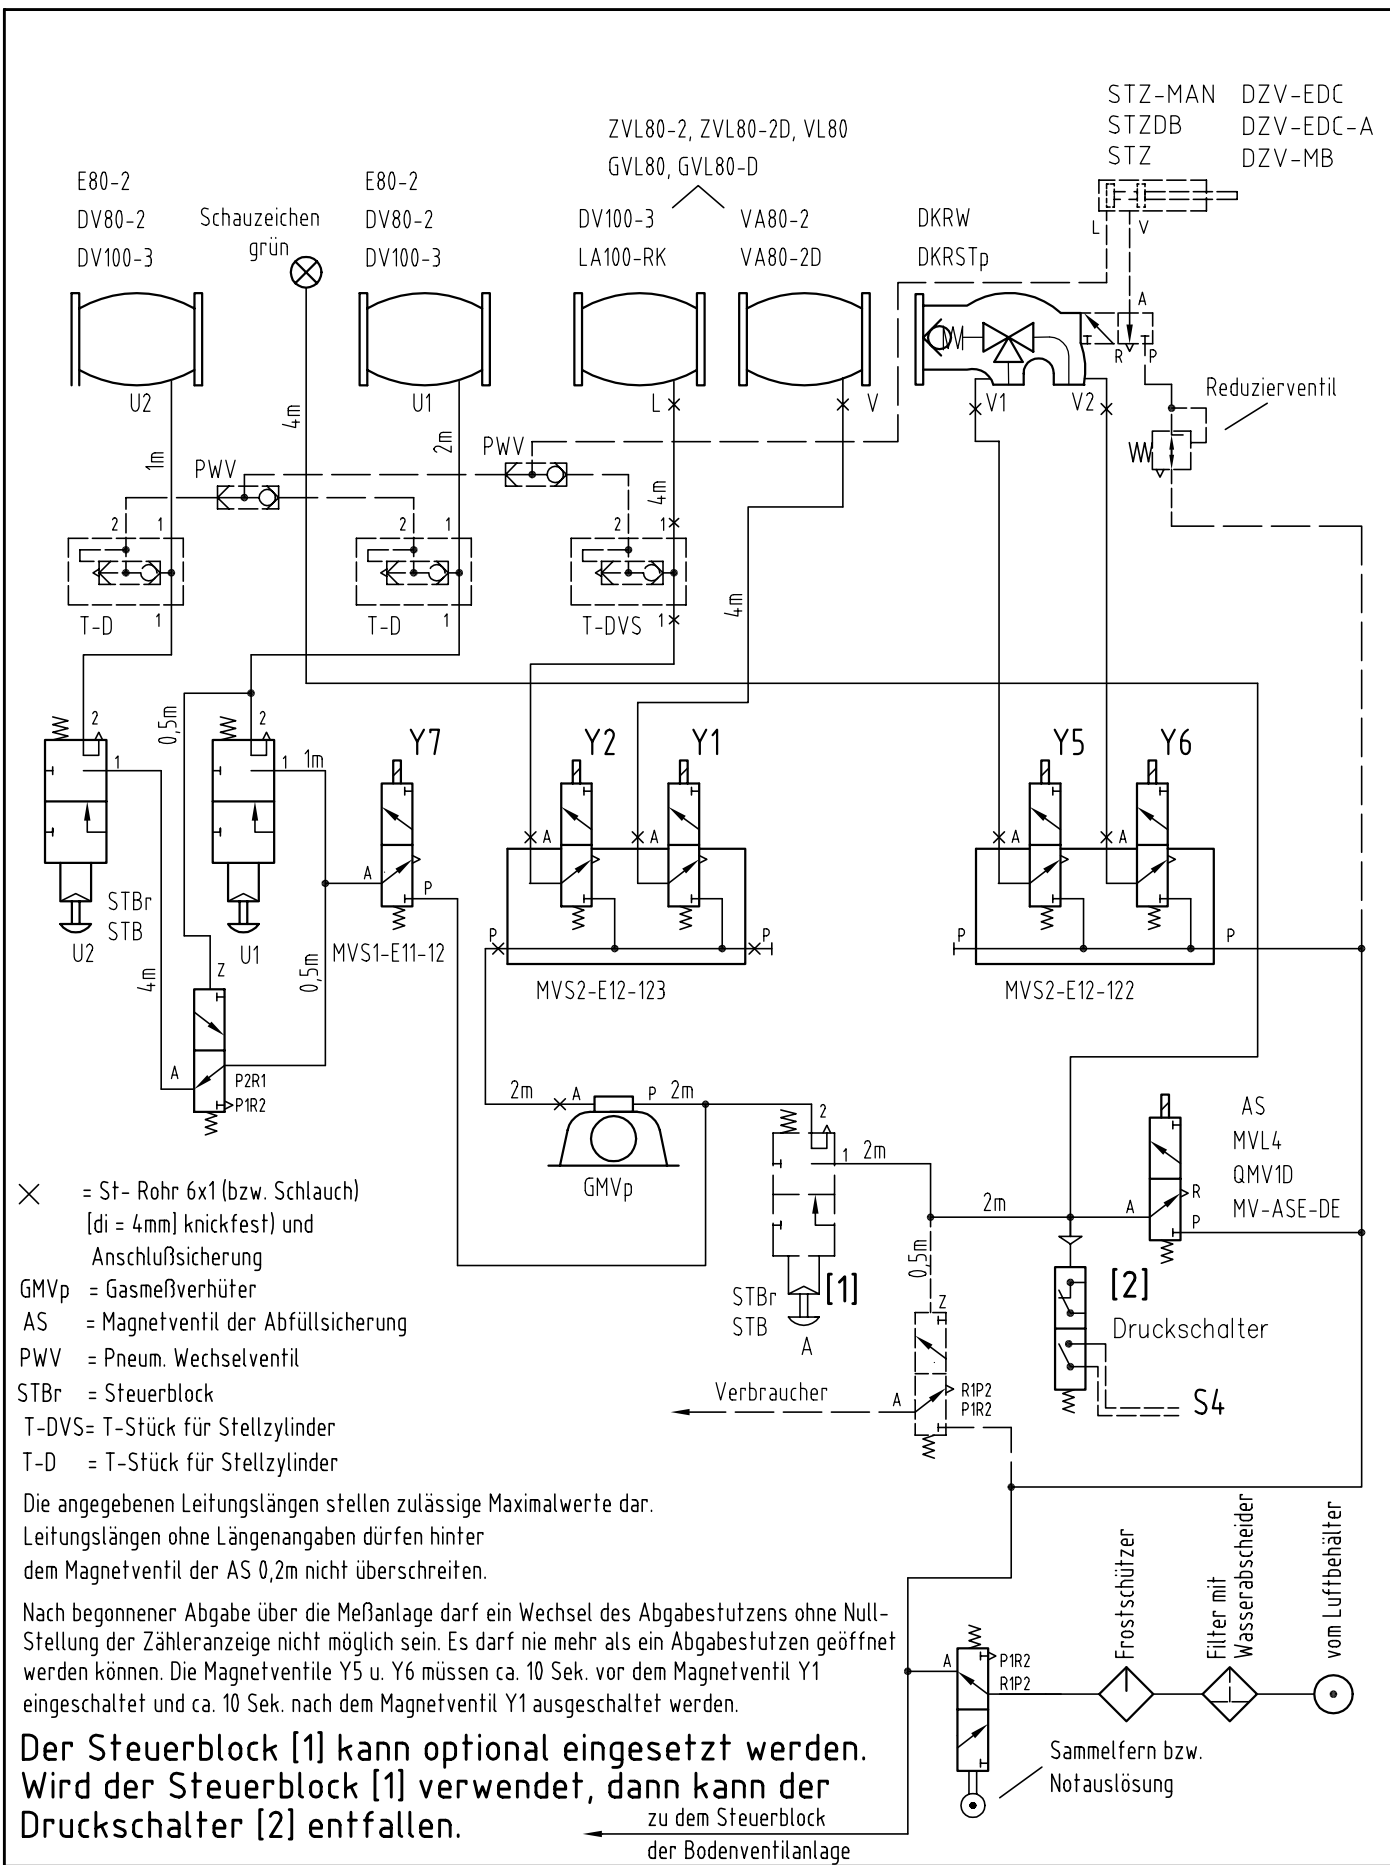 STZ-MAN DZV-EDC
STZDB DZV-EDC-A
STZ DZV-MB
ZVL80-2, ZVL80-2D, VL80
GVL80, GVL80-D
E80-2
DV80-2
DV100-3
Schauzeichen
grün
E80-2
DV80-2
DV100-3
DV100-3
LA100-RK
VA80-2
VA80-2D
DKRW
DKRSTp
L V
A
R P
U2
U1
L
V
V1 V2
Reduzierventil
4m
1m
2m
PWV
PWV
4m
2 1
2 1
2 1
T-D 1
T-D 1
T-DVS 1
4m
0,5m
2
1
2
1 1m
Y7
Y2
Y1
Y5
Y6
A
A
A
A
A P
STBr
STB
U2
U1
4m
Z
0,5m
MVS1-E11-12
P P
MVS2-E12-123
P P
MVS2-E12-122
A
P2R1
P1R2
2m A P 2m
GMVp
2
1 2m
STBr
STB
[1]
A
2m
A
R
P
AS
MVL4
QMV1D
MV-ASE-DE
0,5m
Z
[2]
Druckschalter
S4
Verbraucher
A
R1P2
P1R2
= St- Rohr 6x1 (bzw. Schlauch)
[di = 4mm] knickfest) und
Anschlußsicherung
GMVp = Gasmeßverhüter
AS = Magnetventil der Abfüllsicherung
PWV = Pneum. Wechselventil
STBr = Steuerblock
T-DVS= T-Stück für Stellzylinder
T-D = T-Stück für Stellzylinder
Die angegebenen Leitungslängen stellen zulässige Maximalwerte dar.
Leitungslängen ohne Längenangaben dürfen hinter
dem Magnetventil der AS 0,2m nicht überschreiten.
Nach begonnener Abgabe über die Meßanlage darf ein Wechsel des Abgabestutzens ohne Null-
Stellung der Zähleranzeige nicht möglich sein. Es darf nie mehr als ein Abgabestutzen geöffnet
werden können. Die Magnetventile Y5 u. Y6 müssen ca. 10 Sek. vor dem Magnetventil Y1
eingeschaltet und ca. 10 Sek. nach dem Magnetventil Y1 ausgeschaltet werden.
Der Steuerblock [1] kann optional eingesetzt werden.
Wird der Steuerblock [1] verwendet, dann kann der
Druckschalter [2] entfallen.
zu dem Steuerblock
der Bodenventilanlage
A
P1R2
R1P2
Frostschützer
Filter mit
Wasserabscheider
vom Luftbehälter
Sammelfern bzw.
Notauslösung